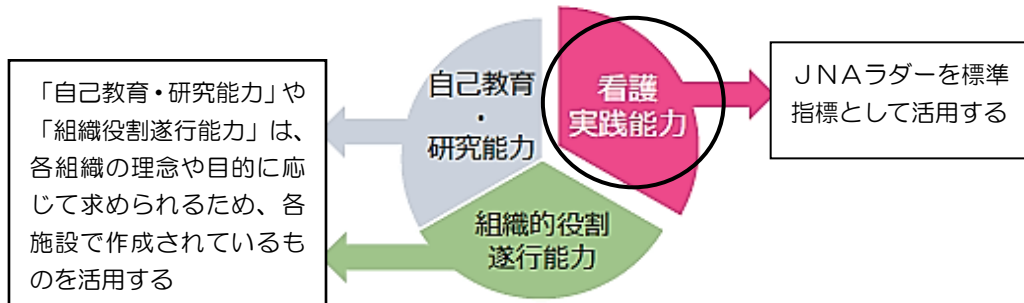 「自己教育・研究能力」や
「組織役割遂行能力」は、
各組織の理念や目的に応
じて求められるため、各
施設で作成されているも
のを活用する
自己教育
・
研究能力
看護
実践能力
組織的役割
遂行能力
JNAラダーを標準
指標として活用する